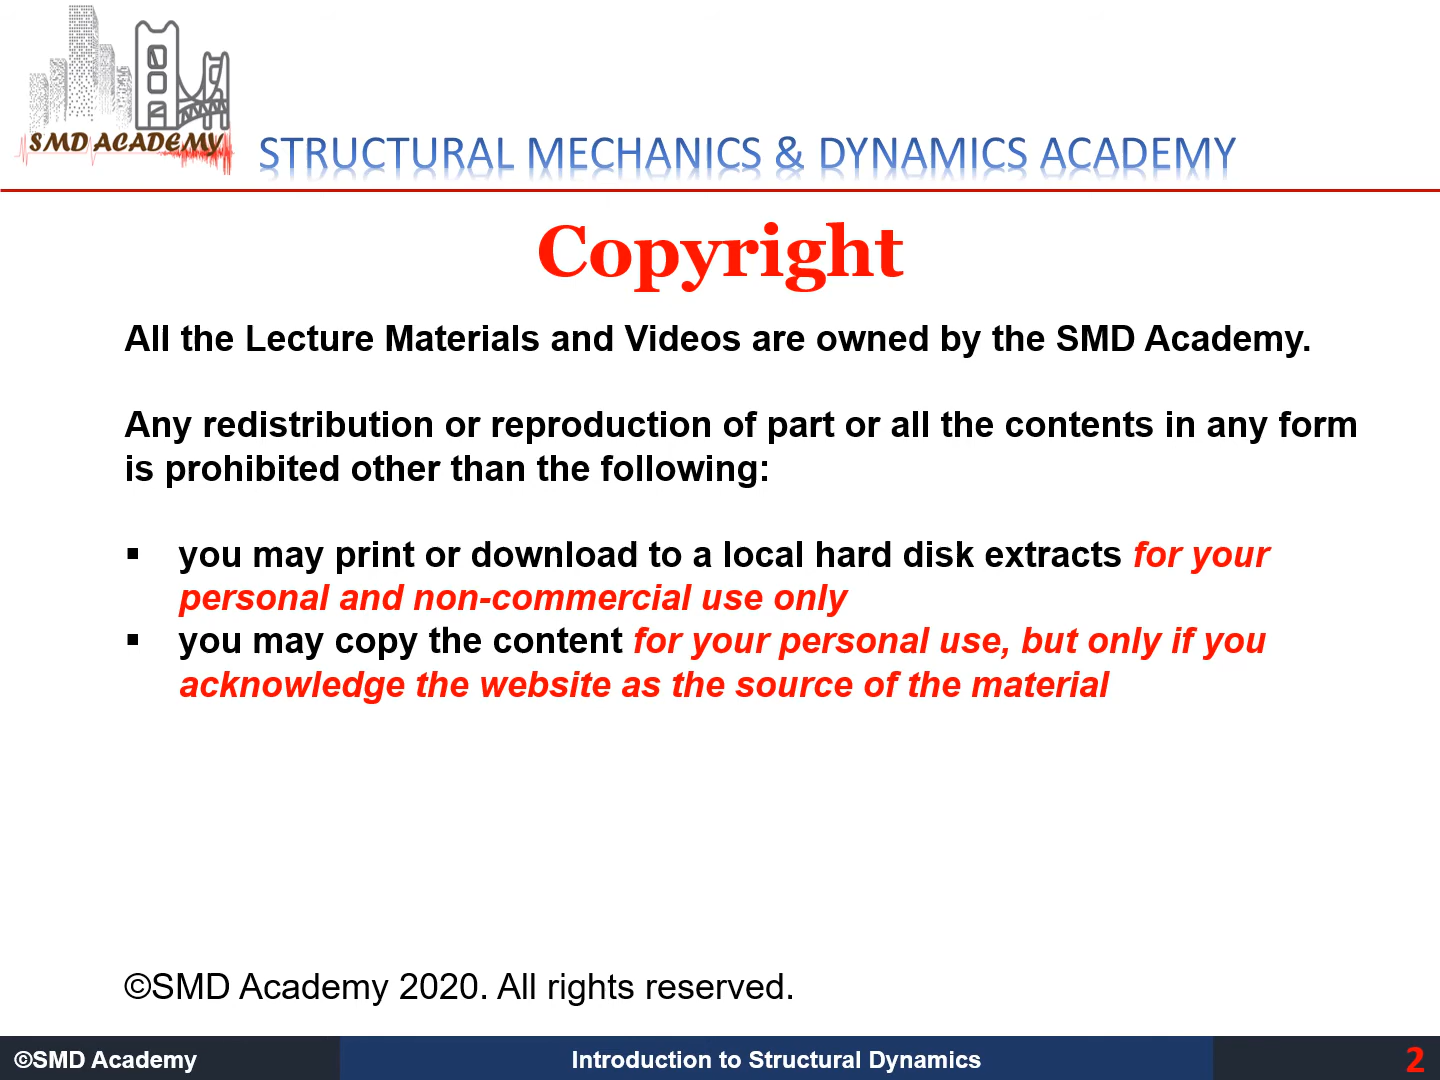 SMD ACADEMY
STRUCTURAL MECHANICS & DYNAMICS ACADEMY
Copyright
All the Lecture Materials and Videos are owned by the SMD Academy.
Any redistribution or reproduction of part or all the contents in any form
is prohibited other than the following:
▪ you may print or download to a local hard disk extracts for your
personal and non-commercial use only
▪ you may copy the content for your personal use, but only if you
acknowledge the website as the source of the material
©SMD Academy 2020. All rights reserved.
©SMD Academy
Introduction to Structural Dynamics
2